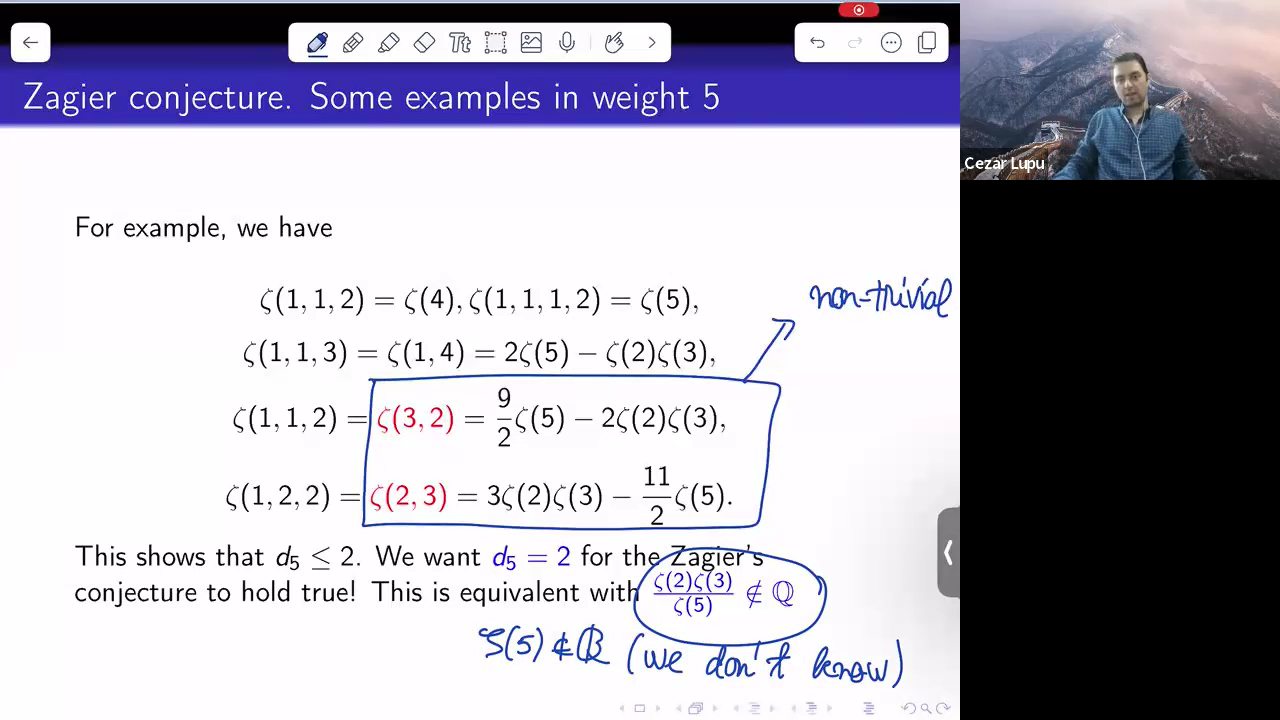 Tt
Zagier conjecture. Some examples in weight 5
Cezar Lupu
For example, we have
non-trivial
ζ(1, 1, 2) = ζ(4), ζ(1, 1, 1, 2) = ζ(5),
ζ(1, 1, 3) = ζ(1, 4) = 2ζ(5) − ζ(2)ζ(3),
ζ(1, 1, 2) = ζ(3, 2) = 9/2 ζ(5) − 2ζ(2)ζ(3),
ζ(1, 2, 2) = ζ(2, 3) = 3ζ(2)ζ(3) − 11/2 ζ(5).
This shows that d₅ ≤ 2. We want d₅ = 2 for the Zagier's
conjecture to hold true! This is equivalent with ζ(2)ζ(3)/ζ(5) ∉ ℚ
ζ(5) ∉ ℚ (we don't know)